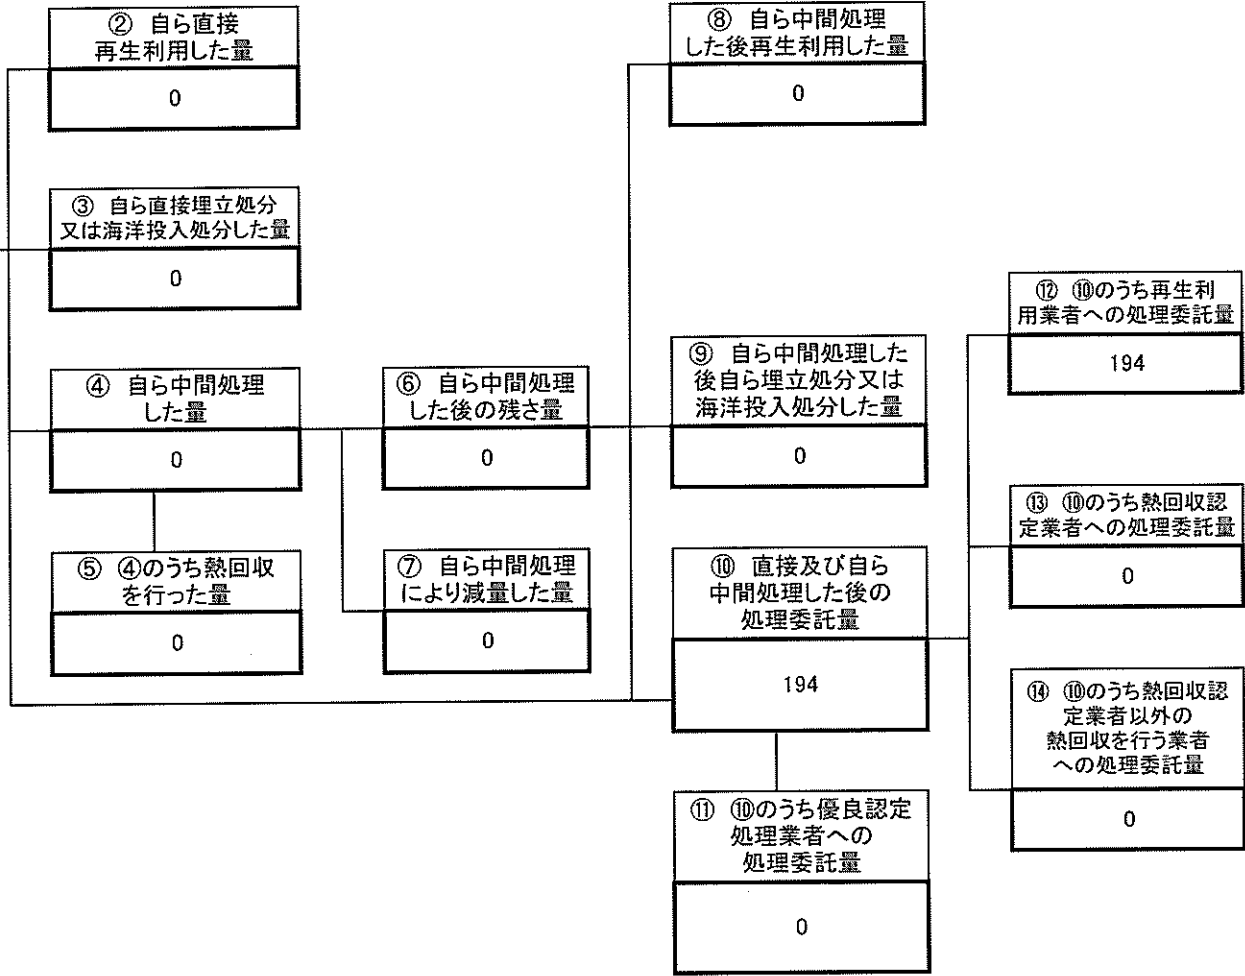 ② 自ら直接
再生利用した量
0
③ 自ら直接埋立処分
又は海洋投入処分した量
0
④ 自ら中間処理
した量
0
⑤ ④のうち熱回収
を行った量
0
⑥ 自ら中間処理
した後の残さ量
0
⑦ 自ら中間処理
により減量した量
0
⑧ 自ら中間処理
した後再生利用した量
0
⑨ 自ら中間処理した
後自ら埋立処分又は
海洋投入処分した量
0
⑩ 直接及び自ら
中間処理した後の
処理委託量
194
⑪ ⑩のうち優良認定
処理業者への
処理委託量
0
⑫ ⑩のうち再生利
用業者への処理委託量
194
⑬ ⑩のうち熱回収認
定業者への処理委託量
0
⑭ ⑩のうち熱回収認
定業者以外の
熱回収を行う業者
への処理委託量
0